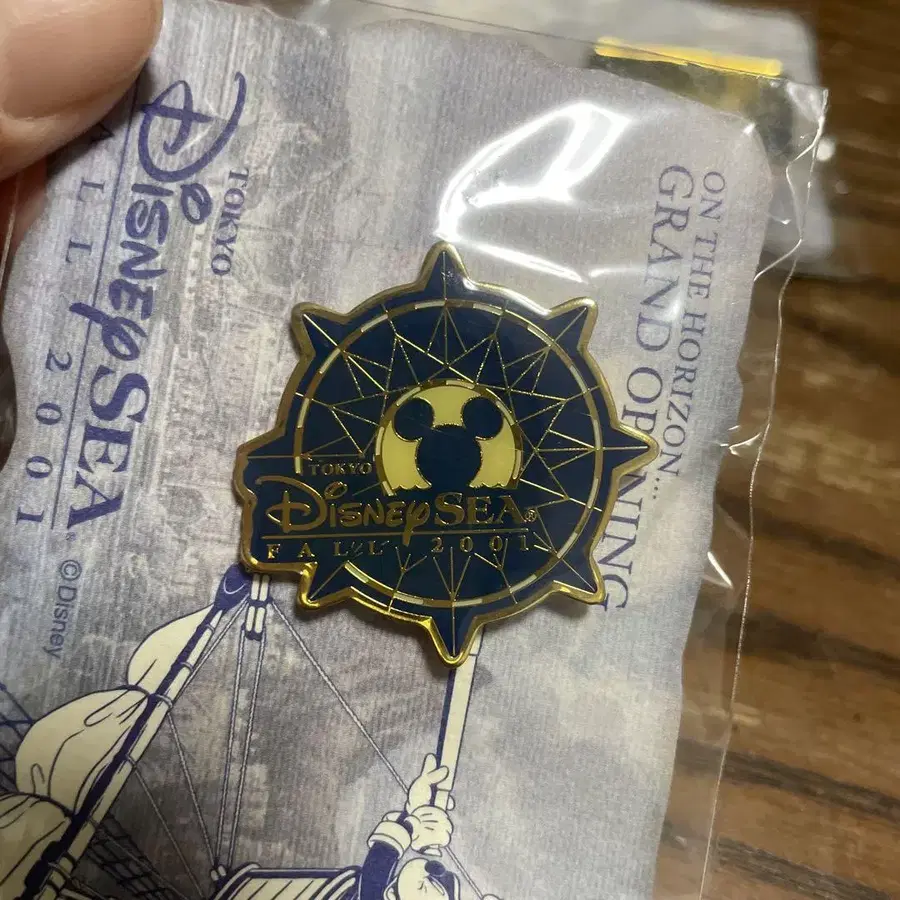 TOKYO
DISNEYSEA®
FALL 2001
ON THE HORIZON....
GRAND OPENING
TOKYO
DISNEYSEA®
FALL 2001
©Disney